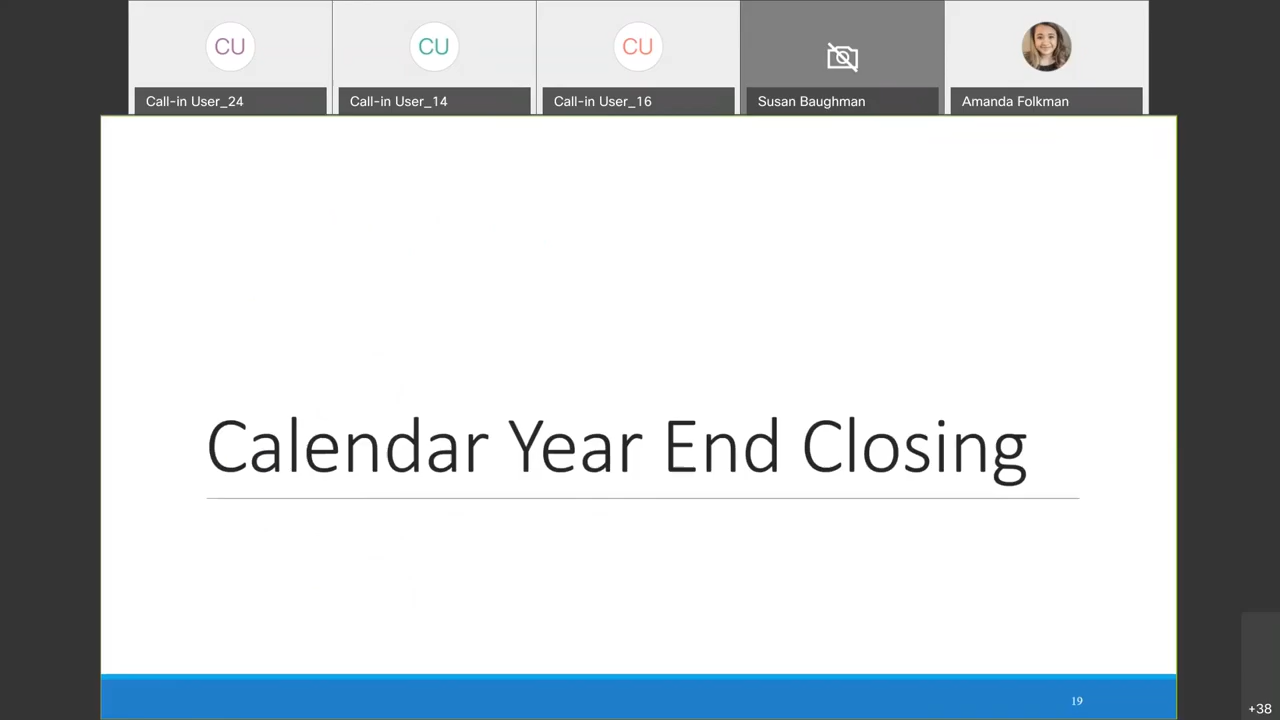 CU
CU
CU
Call-in User_24
Call-in User_14
Call-in User_16
Susan Baughman
Amanda Folkman
Calendar Year End Closing
19
+38